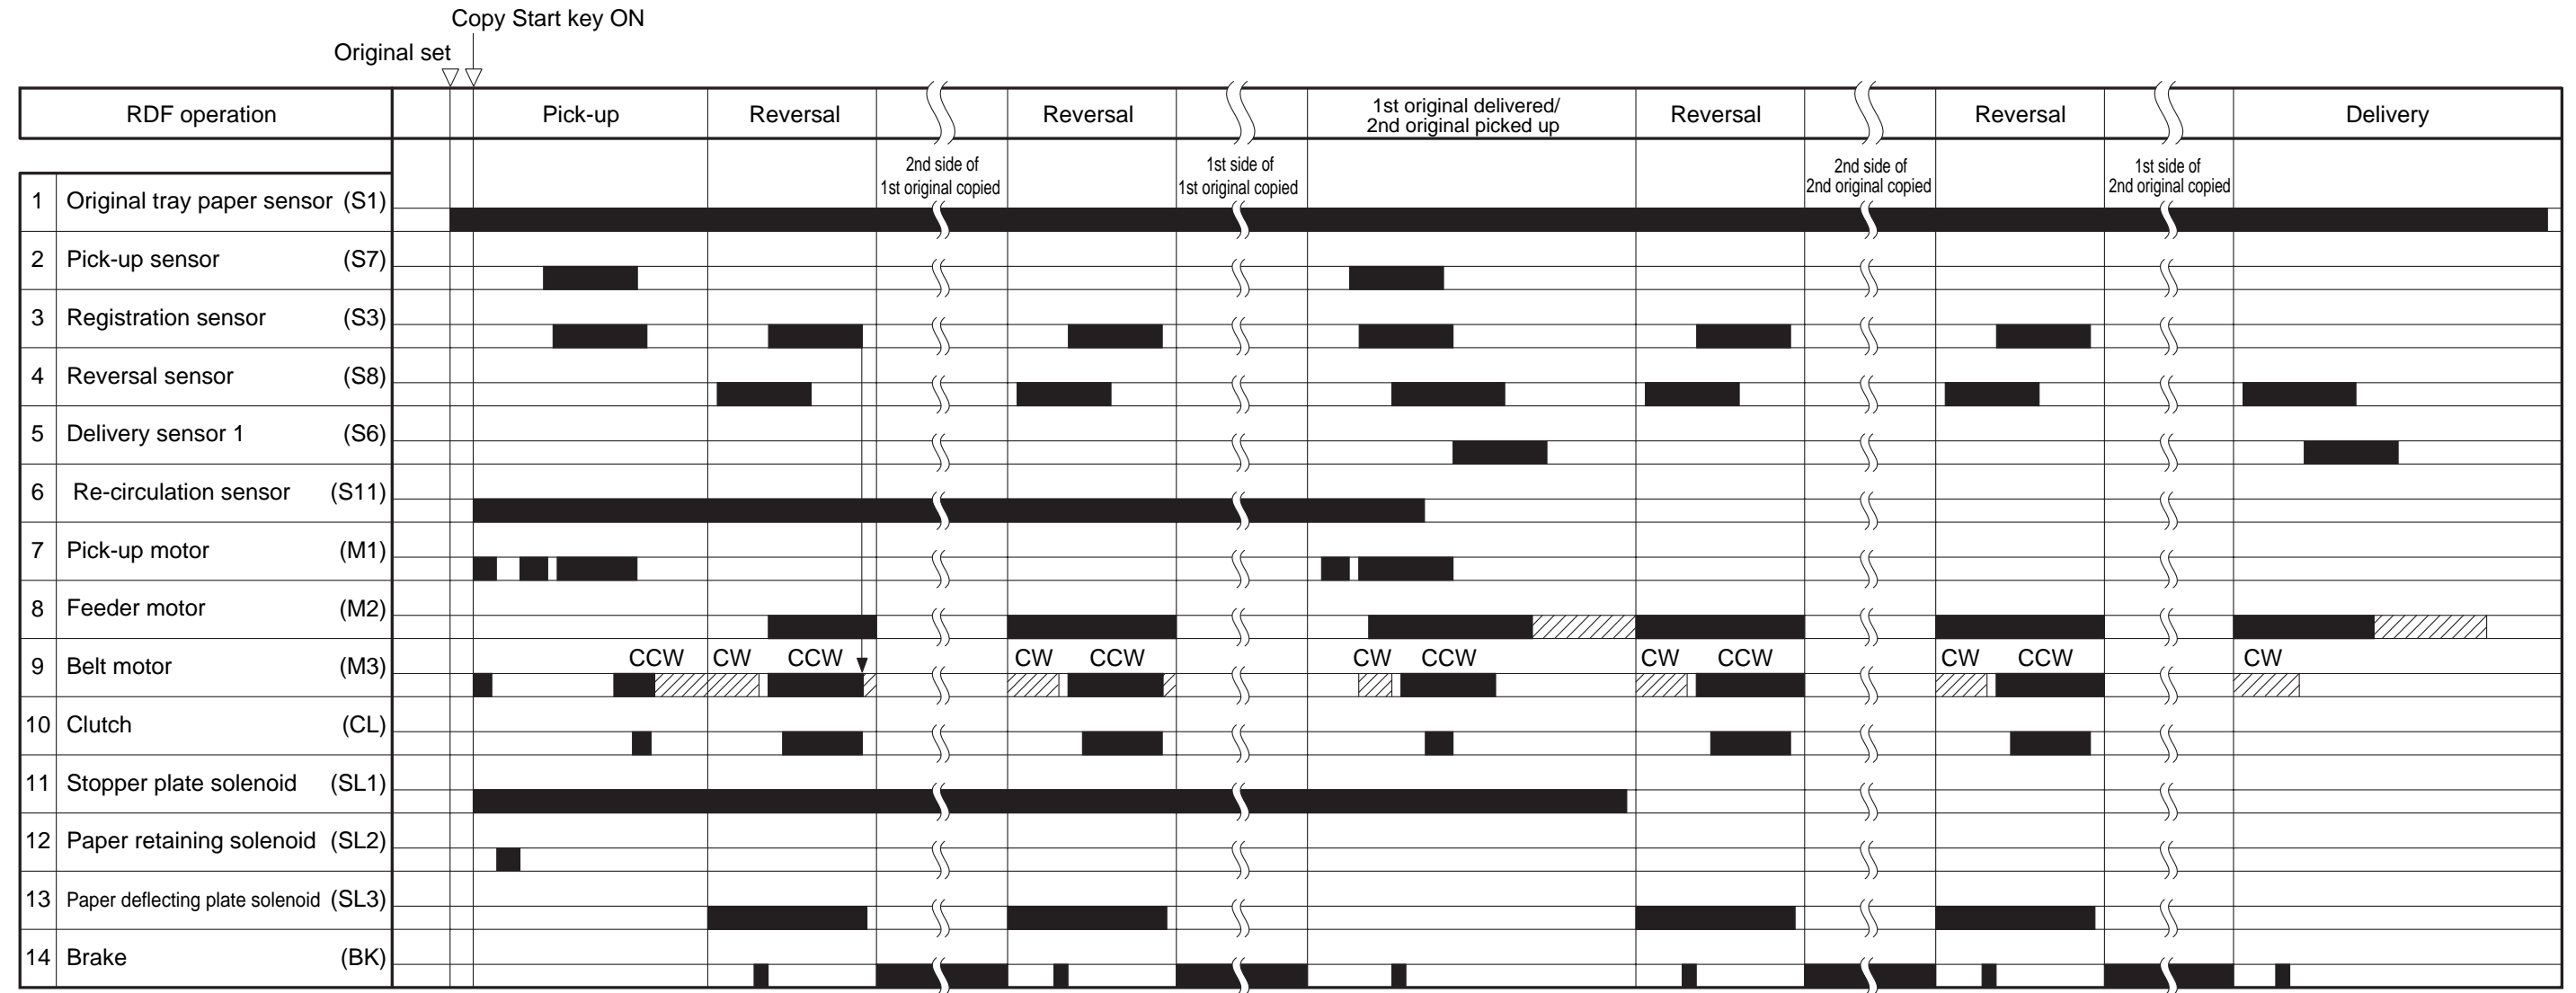 Copy Start key ON
Original set
RDF operation Pick-up Reversal Reversal 1st original delivered/ Reversal Reversal Delivery
2nd original picked up
2nd side of 1st side of 2nd side of 1st side of
1st original copied 1st original copied 2nd original copied 2nd original copied
1 Original tray paper sensor (S1)
2 Pick-up sensor (S7)
3 Registration sensor (S3)
4 Reversal sensor (S8)
5 Delivery sensor 1 (S6)
6 Re-circulation sensor (S11)
7 Pick-up motor (M1)
8 Feeder motor (M2)
9 Belt motor (M3) CCW CW CCW CW CCW CW CCW CW CCW CW CCW CW
10 Clutch (CL)
11 Stopper plate solenoid (SL1)
12 Paper retaining solenoid (SL2)
13 Paper deflecting plate solenoid (SL3)
14 Brake (BK)